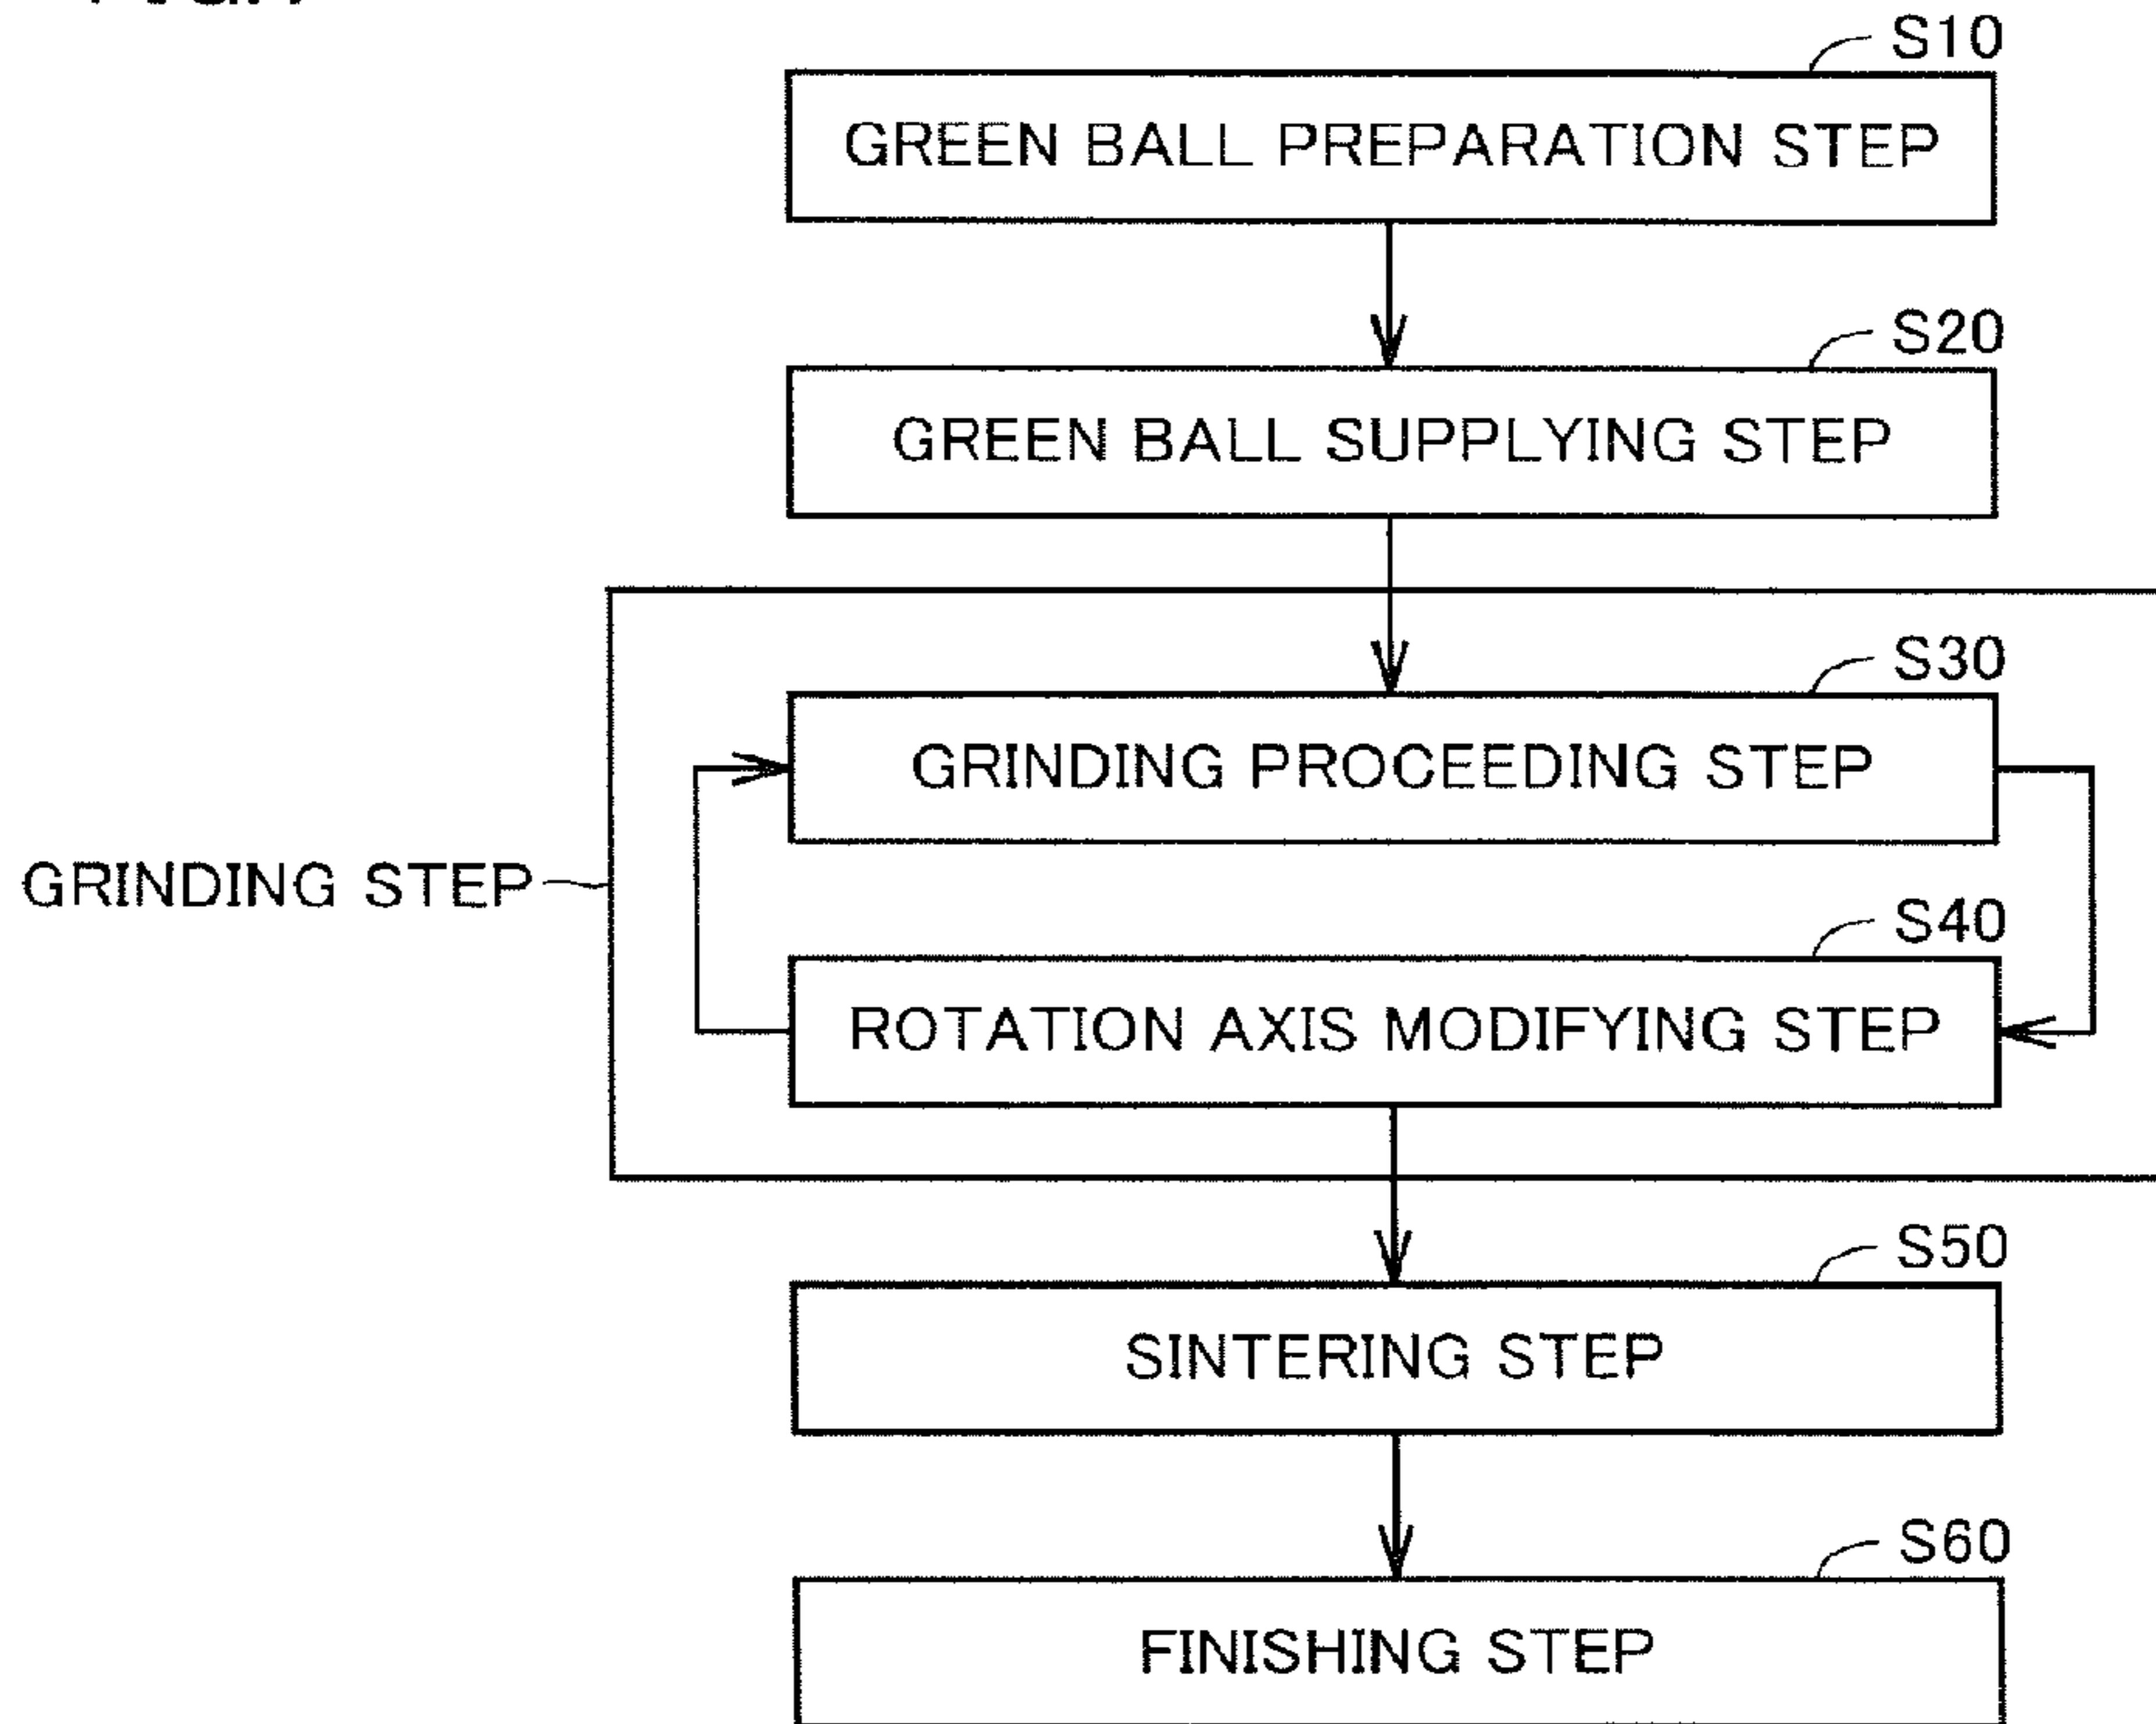 S10
GREEN BALL PREPARATION STEP
S20
GREEN BALL SUPPLYING STEP
S30
GRINDING PROCEEDING STEP
GRINDING STEP
S40
ROTATION AXIS MODIFYING STEP
S50
SINTERING STEP
S60
FINISHING STEP